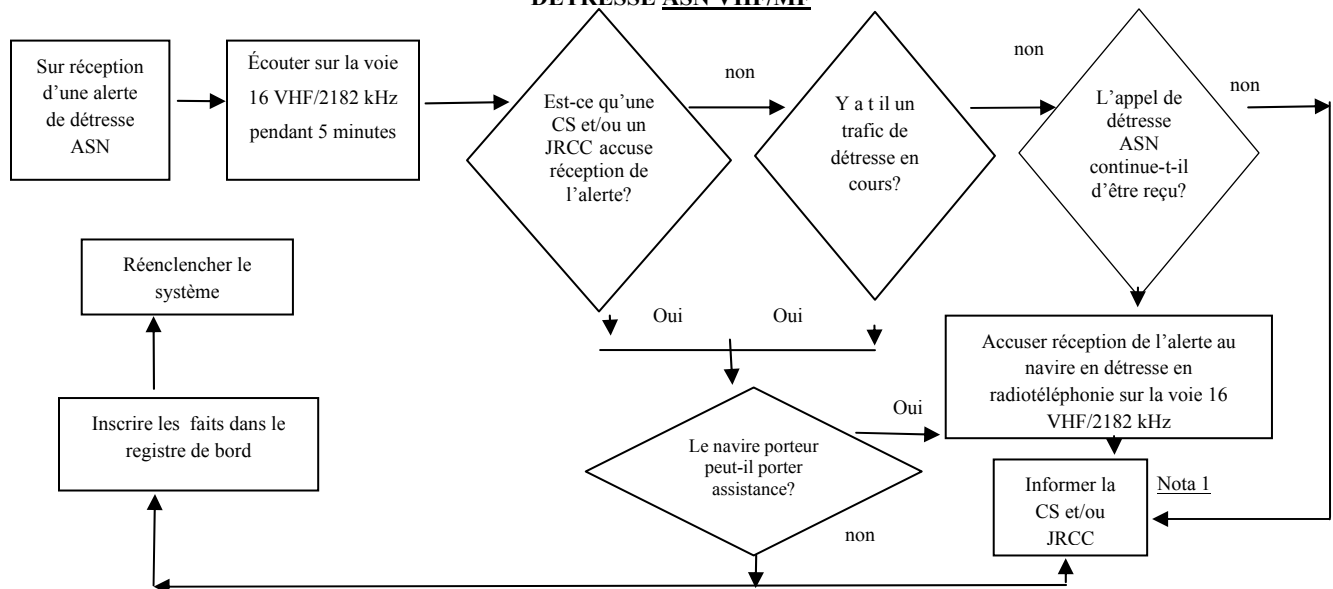 DÉTRESSE ASN VHF/MF
Sur réception
d’une alerte
de détresse
ASN
Écouter sur la voie
16 VHF/2182 kHz
pendant 5 minutes
Est-ce qu’une
CS et/ou un
JRCC accuse
réception de
l’alerte?
non
Y a t il un
trafic de
détresse en
cours?
non
L’appel de
détresse
ASN
continue-t-il
d’être reçu?
non
Réenclencher le
système
Oui
Oui
Accuser réception de l’alerte au
navire en détresse en
radiotéléphonie sur la voie 16
VHF/2182 kHz
Inscrire les faits dans le
registre de bord
Le navire porteur
peut-il porter
assistance?
Oui
non
Informer la
CS et/ou
JRCC
Nota 1